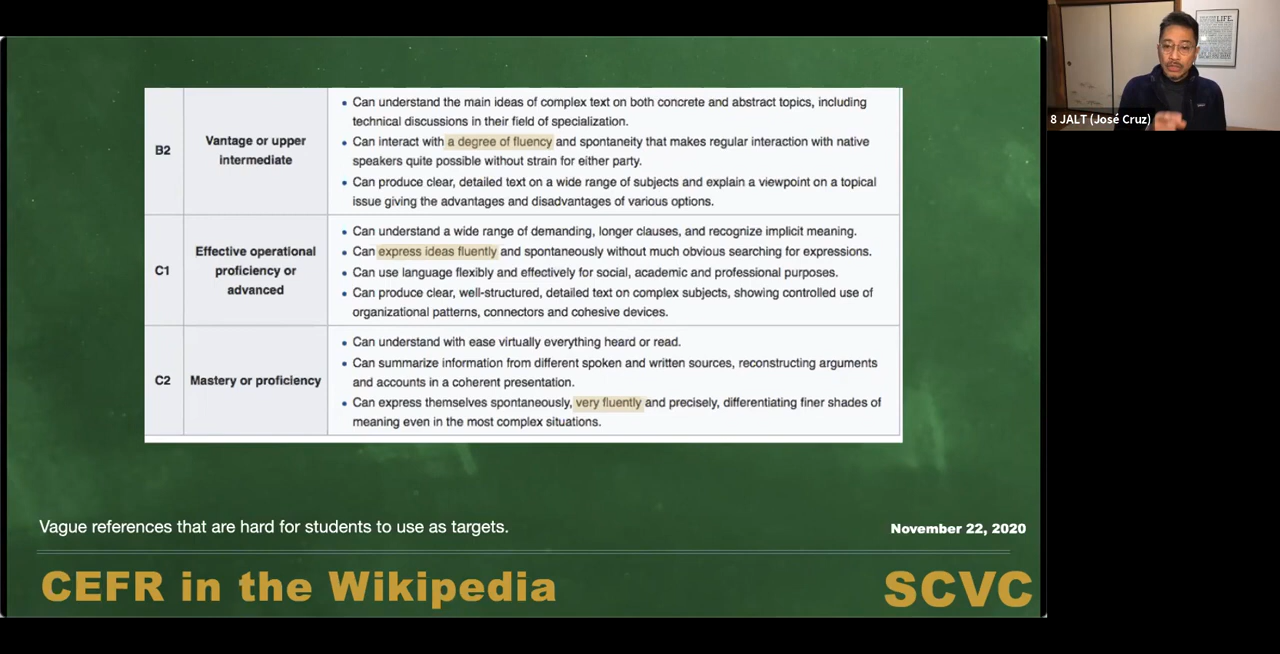 B2
Vantage or upper
intermediate
• Can understand the main ideas of complex text on both concrete and abstract topics, including
technical discussions in their field of specialization.
• Can interact with a degree of fluency and spontaneity that makes regular interaction with native
speakers quite possible without strain for either party.
• Can produce clear, detailed text on a wide range of subjects and explain a viewpoint on a topical
issue giving the advantages and disadvantages of various options.
C1
Effective operational
proficiency or
advanced
• Can understand a wide range of demanding, longer clauses, and recognize implicit meaning.
• Can express ideas fluently and spontaneously without much obvious searching for expressions.
• Can use language flexibly and effectively for social, academic and professional purposes.
• Can produce clear, well-structured, detailed text on complex subjects, showing controlled use of
organizational patterns, connectors and cohesive devices.
C2
Mastery or proficiency
• Can understand with ease virtually everything heard or read.
• Can summarize information from different spoken and written sources, reconstructing arguments
and accounts in a coherent presentation.
• Can express themselves spontaneously, very fluently and precisely, differentiating finer shades of
meaning even in the most complex situations.
Vague references that are hard for students to use as targets.
November 22, 2020
CEFR in the Wikipedia
SCVC
LIFE.
8 JALT (José Cruz)